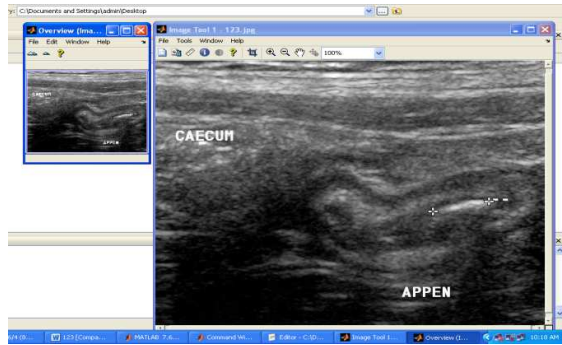 C:\Documents and Settings\admin\Desktop
Overview (Ima...
File Edit Window Help
CAECUM
APPEN
Image Tool 1 - 123.jpg
File Tools Window Help
100%
CAECUM
APPEN
123 [Compa...
MATLAB 7.6...
Command Wi...
Editor - C:\D...
Image Tool 1...
Overview (I...
10:18 AM